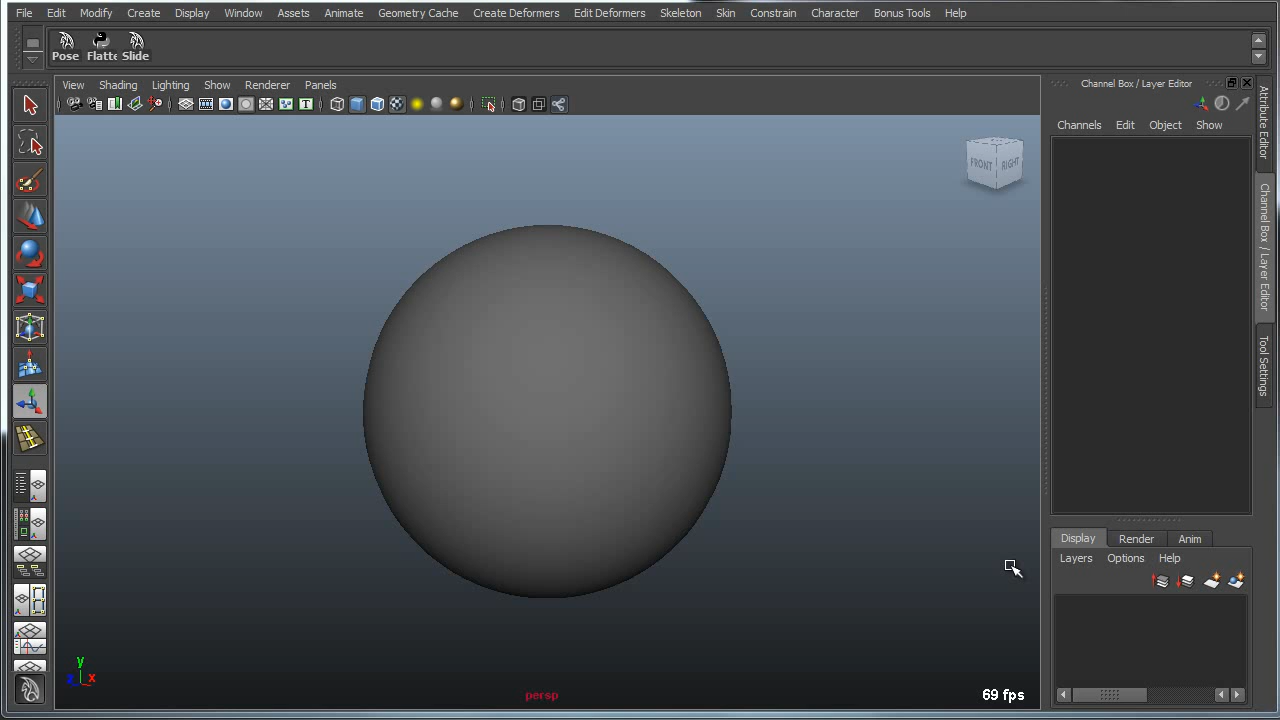 File Edit Modify Create Display Window Assets Animate Geometry Cache Create Deformers Edit Deformers Skeleton Skin Constrain Character Bonus Tools Help
Pose Flatte Slide
View Shading Lighting Show Renderer Panels
T
Channel Box / Layer Editor
Channels Edit Object Show
Attribute Editor
Channel Box / Layer Editor
Tool Settings
FRONT RIGHT
Display Render Anim
Layers Options Help
y
z x
persp
69 fps